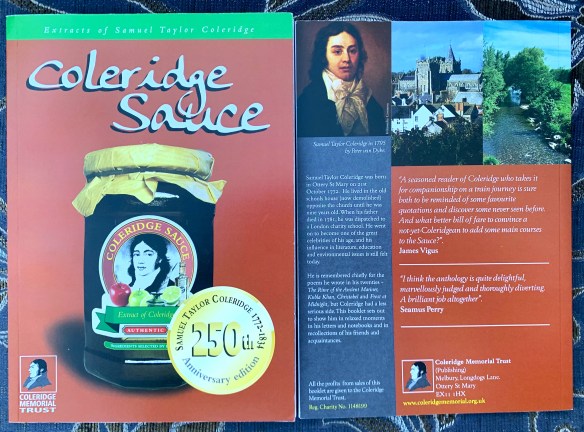 Extracts of Samuel Taylor Coleridge
Coleridge
Sauce
COLERIDGE SAUCE
Extract of Coleridge
AUTHENTIC
INGREDIENTS SELECTED BY
SAMUEL TAYLOR COLERIDGE 1772-1834
250th
Anniversary edition
COLERIDGE
MEMORIAL
TRUST
Samuel Taylor Coleridge in 1795
by Peter van Dyke.
Samuel Taylor Coleridge was born
in Ottery St Mary on 21st
October 1772. He lived in the old
school house (now demolished)
opposite the church until he was
nine years old. When his father
died in 1781, he was dispatched to
a London charity school. He went
on to become one of the great
celebrities of his age, and his
influence in literature, education
and environmental issues is still felt
today.
He is remembered chiefly for the
poems he wrote in his twenties -
The Rime of the Ancient Mariner,
Kubla Khan, Christabel and Frost at
Midnight, but Coleridge had a less
serious side. This booklet sets out
to show him in relaxed moments
in his letters and notebooks and in
recollections of his friends and
acquaintances.
All the profits from sales of this
booklet are given to the Coleridge
Memorial Trust.
Reg. Charity No.
"A seasoned reader of Coleridge who takes it
for companionship on a train journey is sure
both to be reminded of some favourite
quotations and discover some never seen before.
And what better bill of fare to convince a
not-yet-Coleridgean to add some main courses
to the Sauce?".
James Vigus
"I think the anthology is quite delightful,
marvellously judged and thoroughly diverting.
A brilliant job altogether".
Seamus Perry
COLERIDGE
MEMORIAL
TRUST
Coleridge Memorial Trust
(Publishing)
Melbury, Longdogs Lane.
Ottery St Mary
EX11 1HX
www.coleridgememorial.org.uk